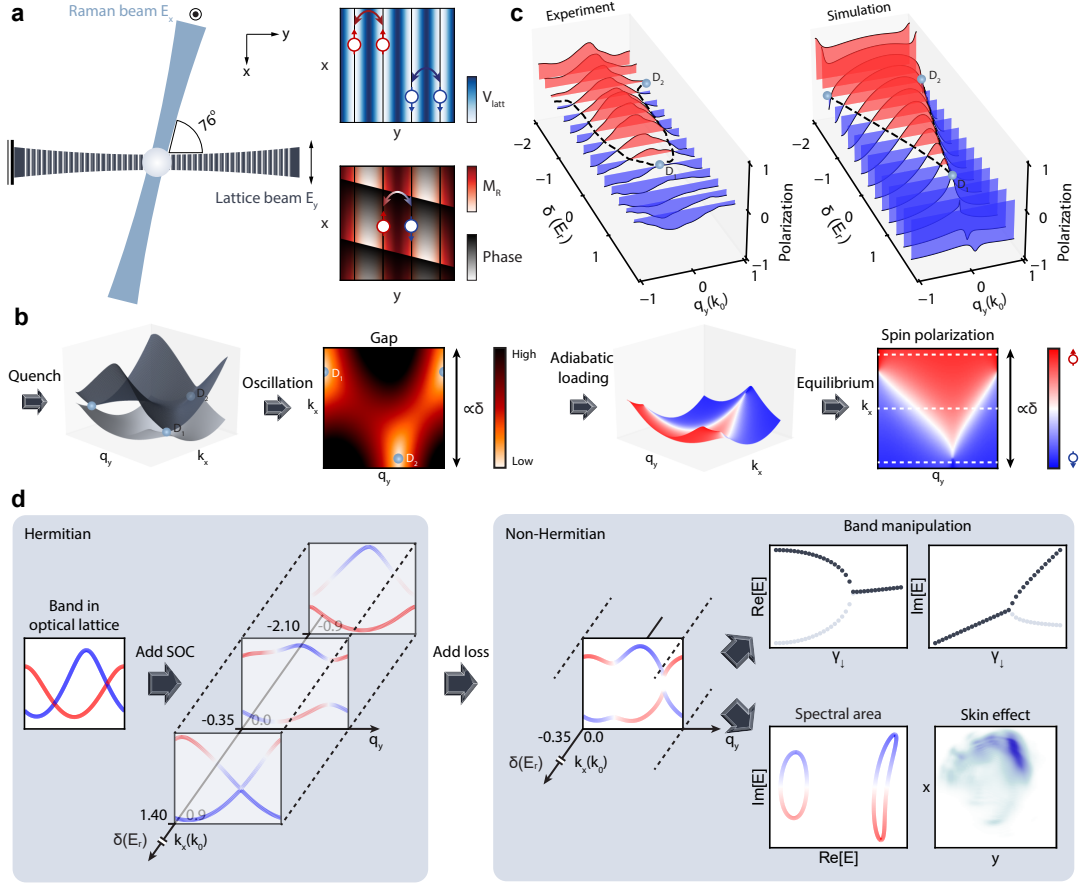 a
Raman beam E_x
y
x
76°
Lattice beam E_y
x
y
V_latt
x
y
M_R
Phase
c
Experiment
D_2
D_1
−2
−1
0
1
δ (E_r)
−1
0
1
q_y(k_0)
1
0
−1
Polarization
Simulation
D_2
D_1
−2
−1
0
1
δ (E_r)
−1
0
1
q_y(k_0)
1
0
−1
Polarization
b
Quench
D_2
D_1
q_y
k_x
Oscillation
Gap
D_1
D_2
k_x
q_y
∝δ
High
Low
Adiabatic
loading
q_y
k_x
Equilibrium
Spin polarization
k_x
q_y
∝δ
d
Hermitian
Band in
optical lattice
Add SOC
-2.10
-0.9
-0.35
0.0
q_y
1.40
0.9
δ(E_r)
k_x(k_0)
Add loss
Non-Hermitian
-0.35
0.0
q_y
δ(E_r)
k_x(k_0)
Band manipulation
Re[E]
γ↓
Im[E]
γ↓
Spectral area
Im[E]
Re[E]
Skin effect
x
y